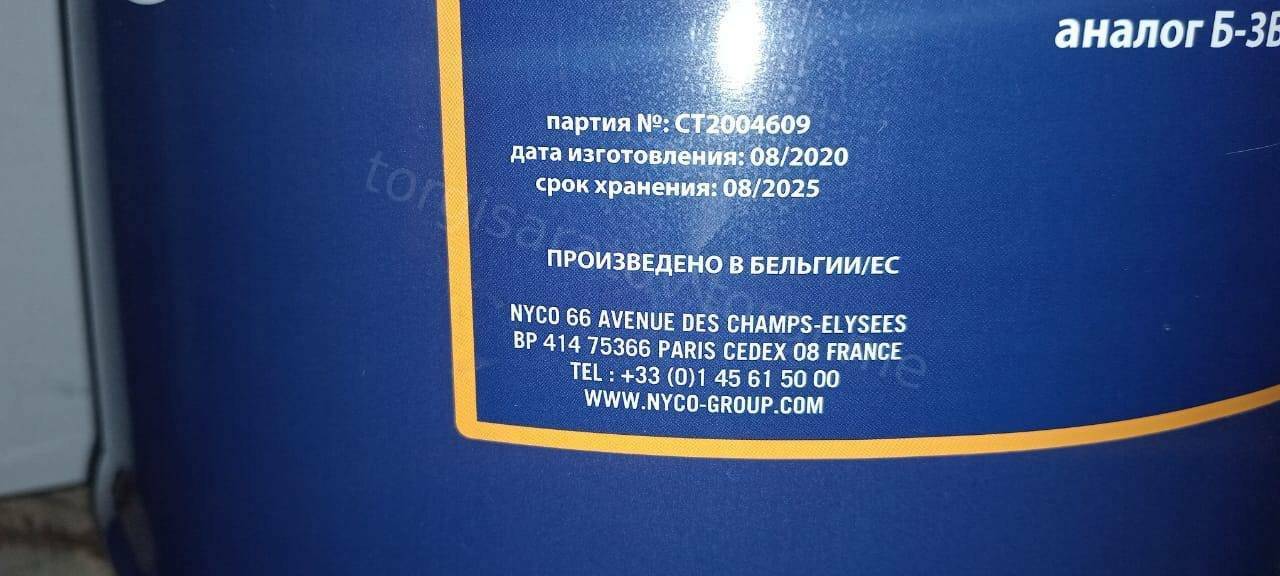 аналог Б-3В
партия №: CT2004609
дата изготовления: 08/2020
срок хранения: 08/2025
ПРОИЗВЕДЕНО В БЕЛЬГИИ/ЕС
NYCO 66 AVENUE DES CHAMPS-ELYSEES
BP 414 75366 PARIS CEDEX 08 FRANCE
TEL : +33 (0)1 45 61 50 00
WWW.NYCO-GROUP.COM